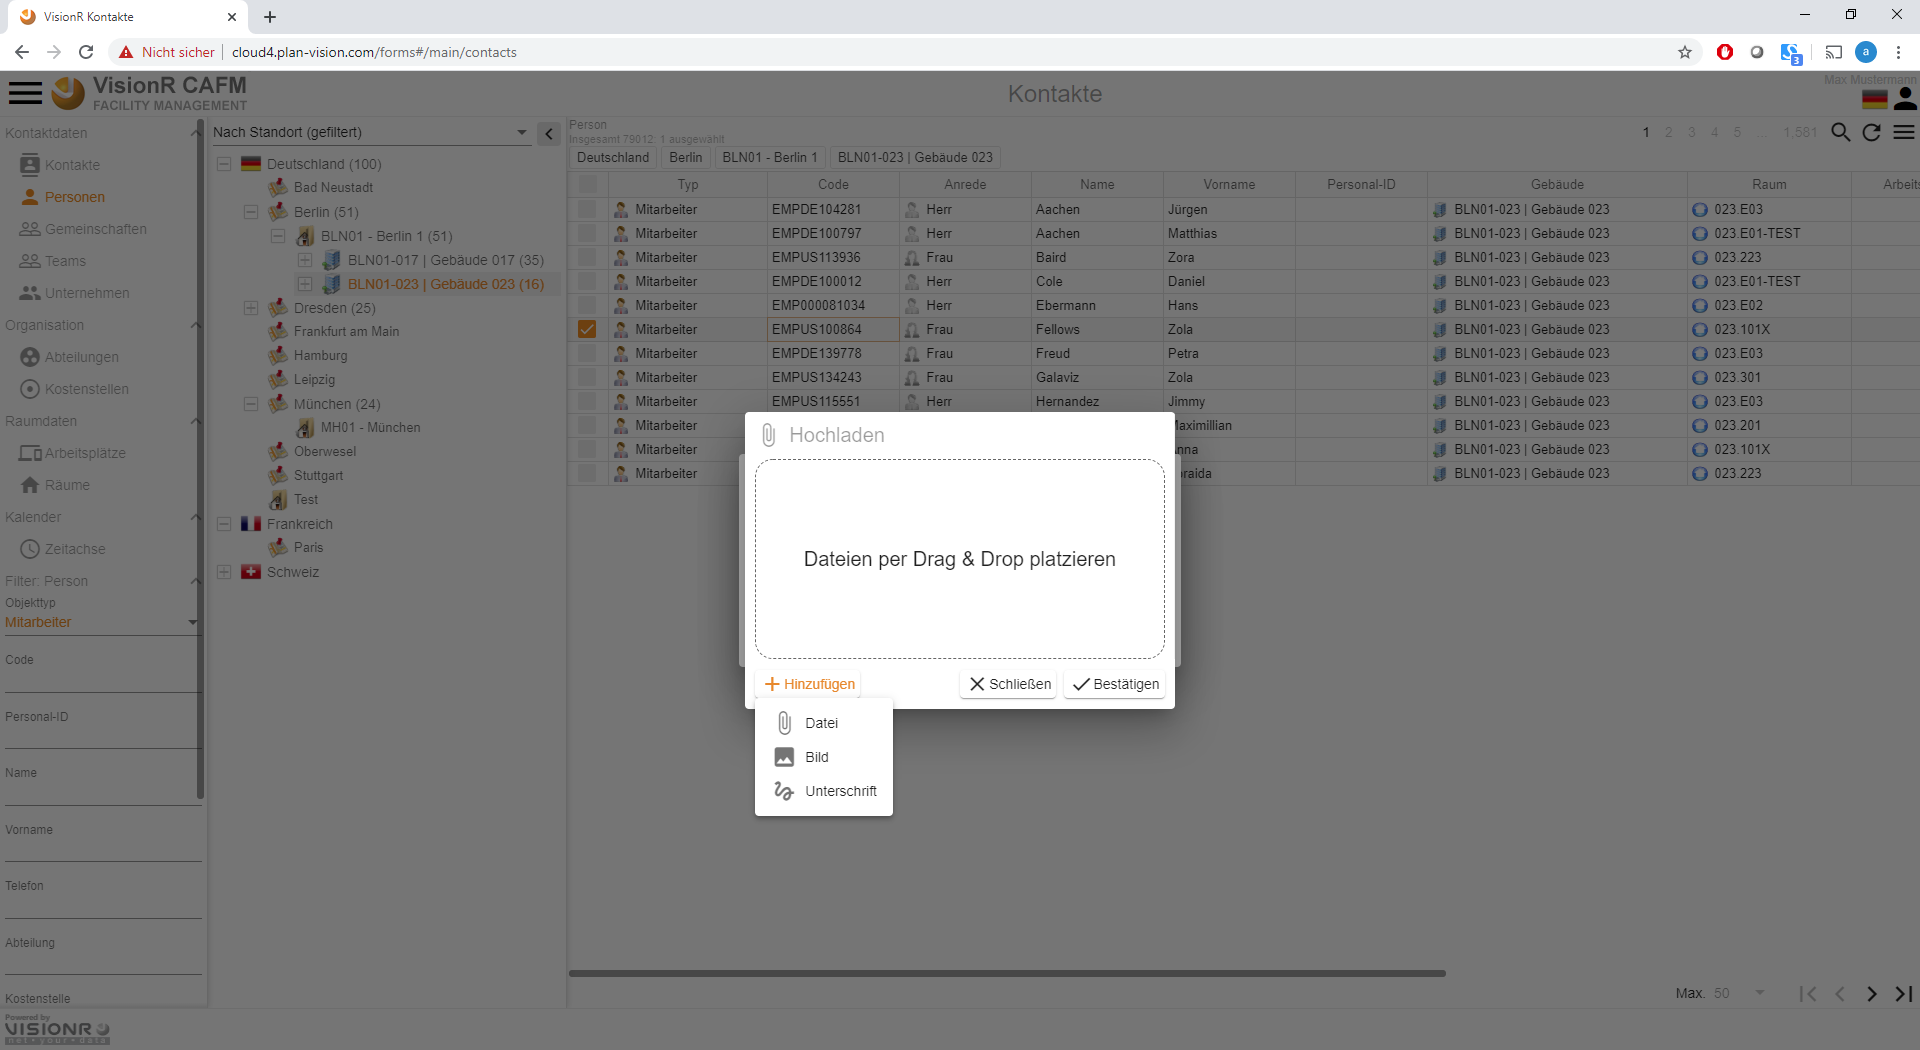 VisionR Kontakte
Nicht sicher
cloud4.plan-vision.com/forms#/main/contacts
3
a
VisionR CAFM
FACILITY MANAGEMENT
Kontakte
Max Mustermann
Kontaktdaten
Kontakte
Personen
Gemeinschaften
Teams
Unternehmen
Organisation
Abteilungen
Kostenstellen
Raumdaten
Arbeitsplätze
Räume
Kalender
Zeitachse
Filter: Person
Objekttyp
Mitarbeiter
Code
Personal-ID
Name
Vorname
Telefon
Abteilung
Kostenstelle
Nach Standort (gefiltert)
Deutschland (100)
Bad Neustadt
Berlin (51)
BLN01 - Berlin 1 (51)
BLN01-017 | Gebäude 017 (35)
BLN01-023 | Gebäude 023 (16)
Dresden (25)
Frankfurt am Main
Hamburg
Leipzig
München (24)
MH01 - München
Oberwesel
Stuttgart
Test
Frankreich
Paris
Schweiz
Person
Insgesamt 79012: 1 ausgewählt
1 2 3 4 5 ... 1,581
Deutschland Berlin BLN01 - Berlin 1 BLN01-023 | Gebäude 023
Typ Code Anrede Name Vorname Personal-ID Gebäude Raum Arbeits
Mitarbeiter EMPDE104281 Herr Aachen Jürgen BLN01-023 | Gebäude 023 023.E03
Mitarbeiter EMPDE100797 Herr Aachen Matthias BLN01-023 | Gebäude 023 023.E01-TEST
Mitarbeiter EMPUS113936 Frau Baird Zora BLN01-023 | Gebäude 023 023.223
Mitarbeiter EMPDE100012 Herr Cole Daniel BLN01-023 | Gebäude 023 023.E01-TEST
Mitarbeiter EMP000081034 Herr Ebermann Hans BLN01-023 | Gebäude 023 023.E02
Mitarbeiter EMPUS100864 Frau Fellows Zola BLN01-023 | Gebäude 023 023.101X
Mitarbeiter EMPDE139778 Frau Freud Petra BLN01-023 | Gebäude 023 023.E03
Mitarbeiter EMPUS134243 Frau Galaviz Zola BLN01-023 | Gebäude 023 023.301
Mitarbeiter EMPUS115551 Herr Hernandez Jimmy BLN01-023 | Gebäude 023 023.E03
Mitarbeiter aximillian BLN01-023 | Gebäude 023 023.201
Mitarbeiter nna BLN01-023 | Gebäude 023 023.101X
Mitarbeiter raida BLN01-023 | Gebäude 023 023.223
Hochladen
Dateien per Drag & Drop platzieren
Hinzufügen Schließen Bestätigen
Datei
Bild
Unterschrift
Max. 50
Powered by
VISIONR
net • your • data